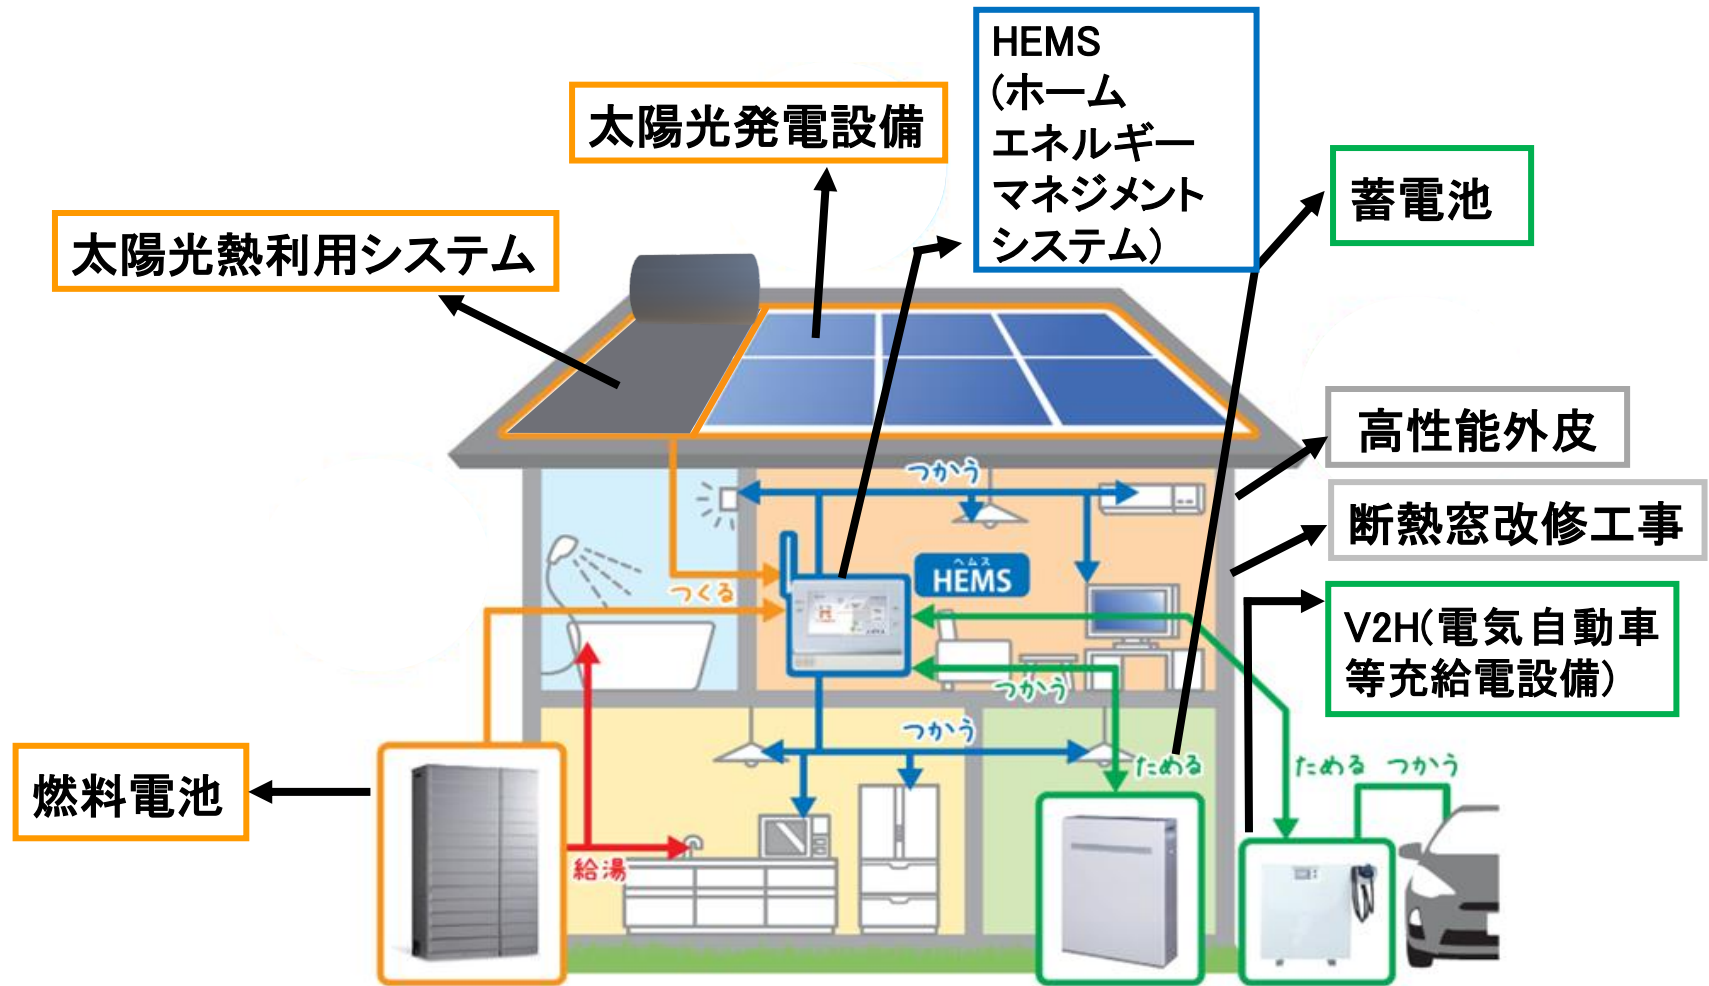 HEMS
(ホーム
エネルギー
マネジメント
システム)
太陽光発電設備
蓄電池
太陽光熱利用システム
高性能外皮
つかう
断熱窓改修工事
ヘムス
HEMS
つくる
V2H(電気自動車
等充給電設備)
つかう
つかう
ためる
ためる つかう
燃料電池
給湯